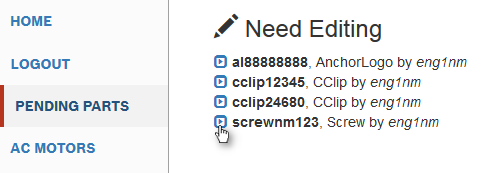 HOME
LOGOUT
PENDING PARTS
AC MOTORS
Need Editing
al88888888, AnchorLogo by eng1nm
cclip12345, CClip by eng1nm
cclip24680, CClip by eng1nm
screwnm123, Screw by eng1nm